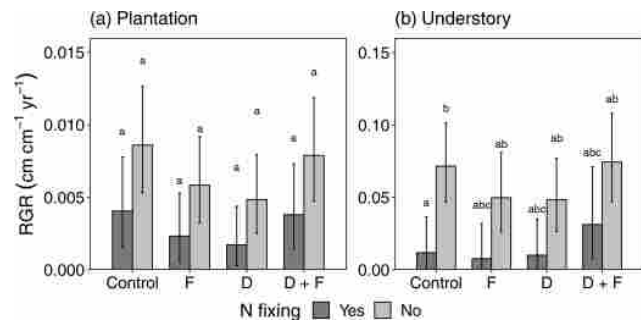 (a) Plantation
(b) Understory
RGR (cm cm⁻¹ yr⁻¹)
0.015
0.010
0.005
0.000
a a a a a a a a
Control F D D + F
0.15
0.10
0.05
0.00
a b abc ab abc ab abc ab
Control F D D + F
N fixing Yes No